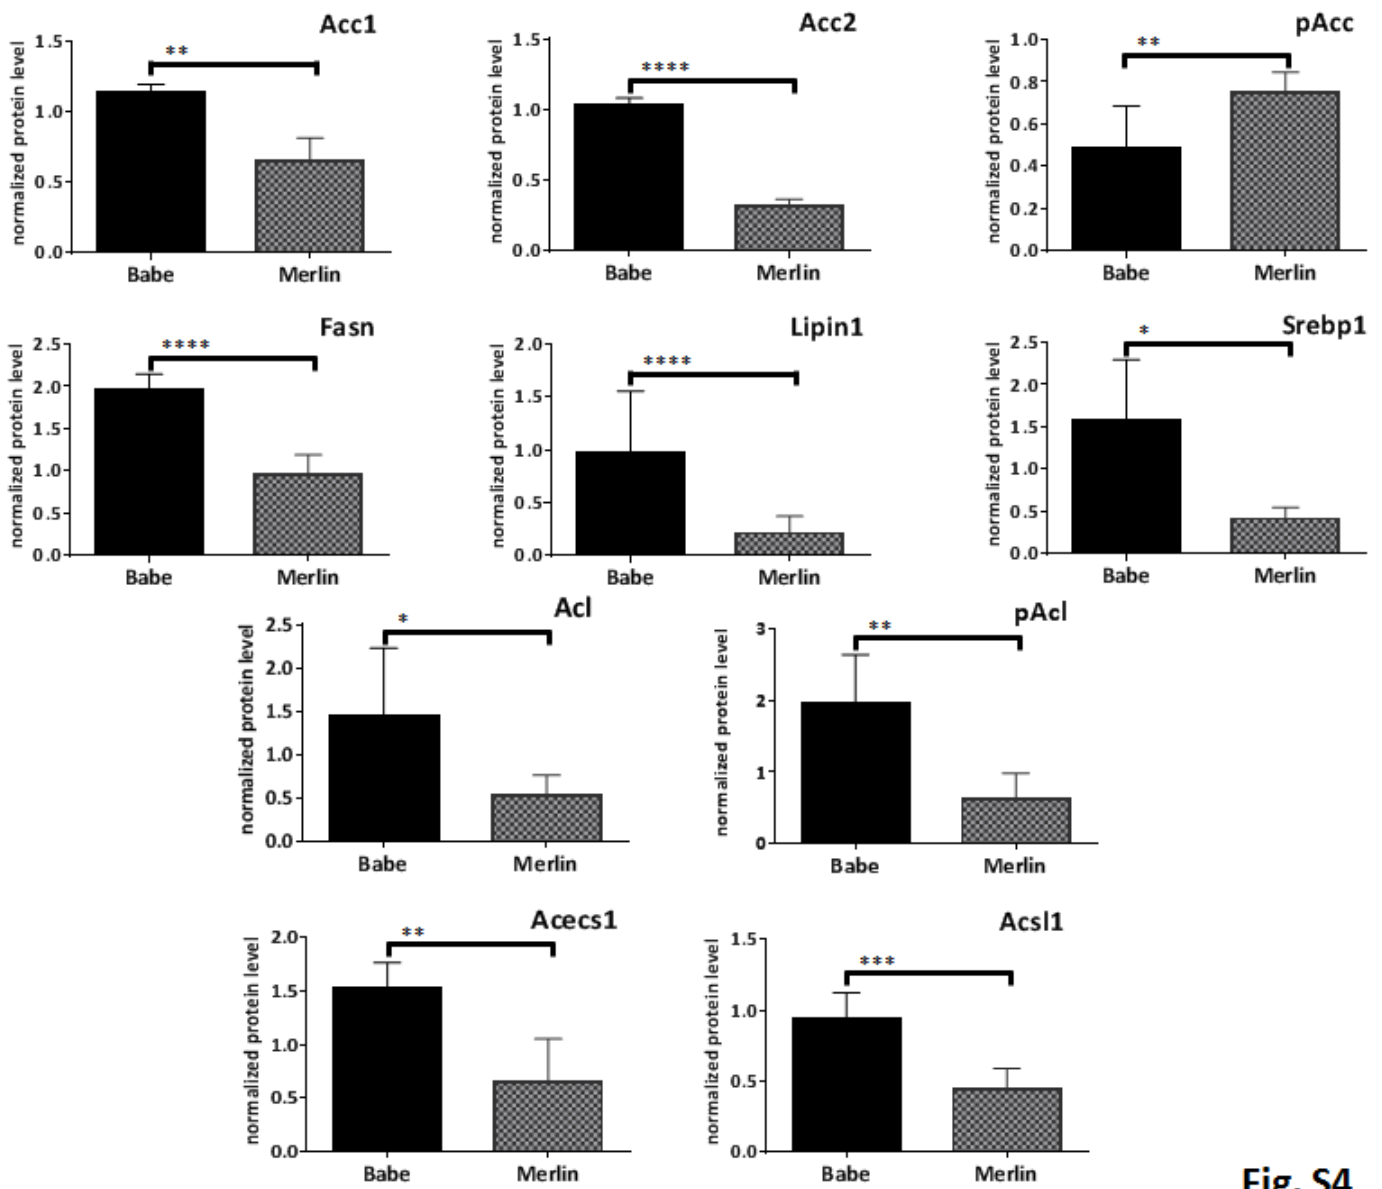 Acc1
normalized protein level
1.5
1.0
0.5
0.0
**
Babe Merlin
Acc2
normalized protein level
1.5
1.0
0.5
0.0
****
Babe Merlin
pAcc
normalized protein level
1.0
0.8
0.6
0.4
0.2
0.0
**
Babe Merlin
Fasn
normalized protein level
2.5
2.0
1.5
1.0
0.5
0.0
****
Babe Merlin
Lipin1
normalized protein level
2.0
1.5
1.0
0.5
0.0
****
Babe Merlin
Srebp1
normalized protein level
2.5
2.0
1.5
1.0
0.5
0.0
*
Babe Merlin
Acl
normalized protein level
2.5
2.0
1.5
1.0
0.5
0.0
*
Babe Merlin
pAcl
normalized protein level
3
2
1
0
**
Babe Merlin
Acecs1
normalized protein level
2.0
1.5
1.0
0.5
0.0
**
Babe Merlin
Acsl1
normalized protein level
1.5
1.0
0.5
0.0
***
Babe Merlin
Fig. S4